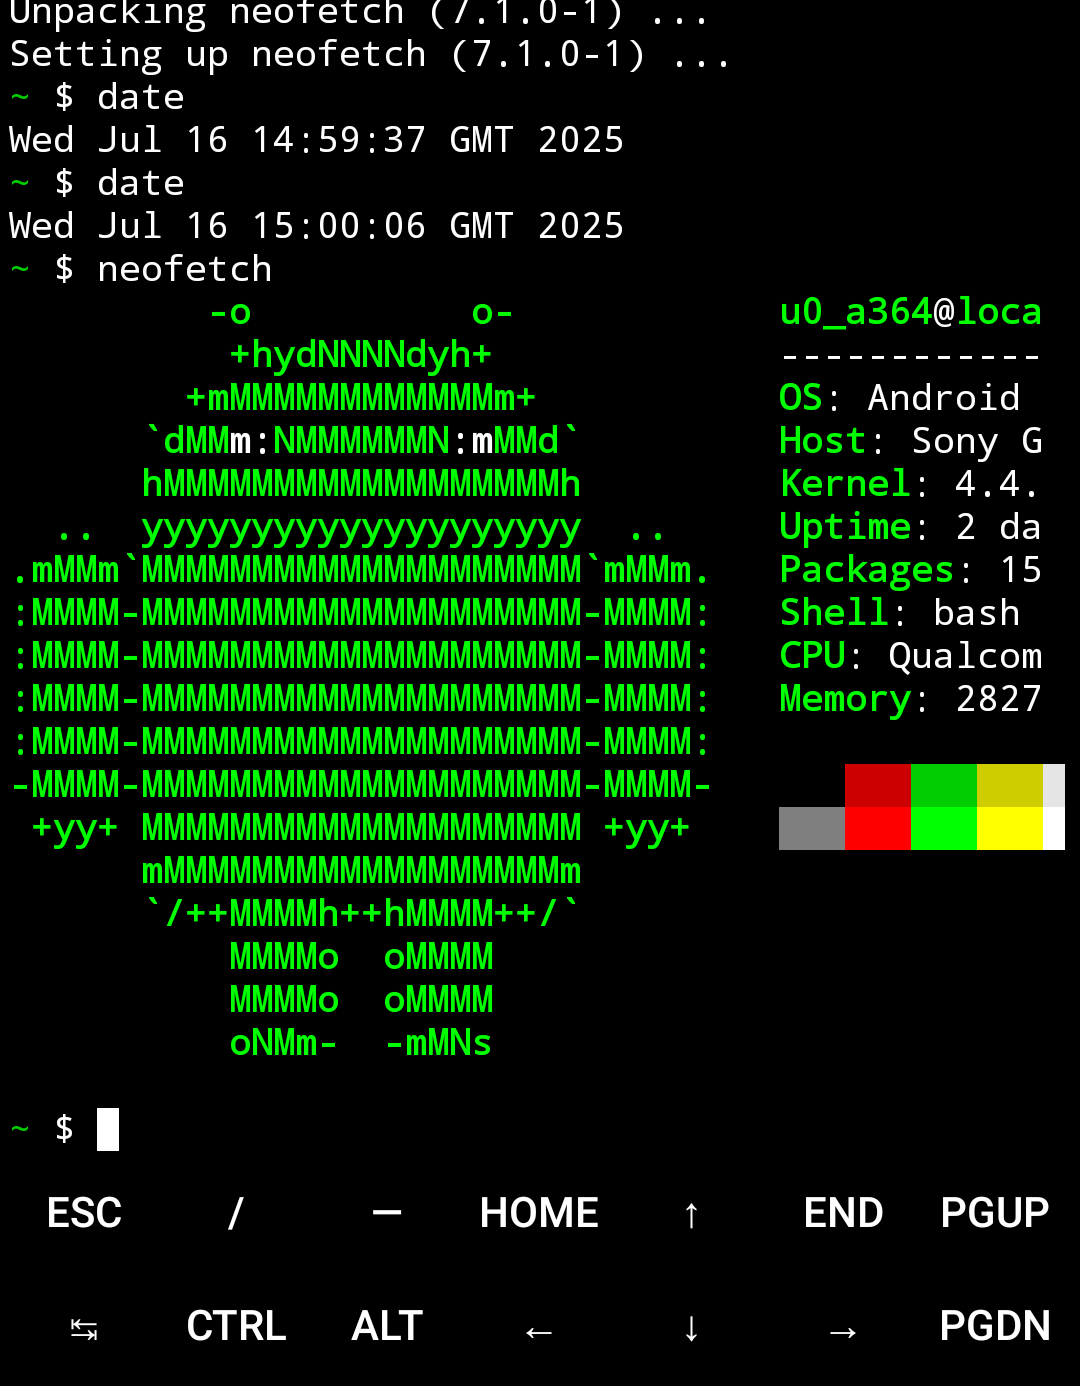 Unpacking neofetch (7.1.0-1) ...
Setting up neofetch (7.1.0-1) ...
~ $ date
Wed Jul 16 14:59:37 GMT 2025
~ $ date
Wed Jul 16 15:00:06 GMT 2025
~ $ neofetch
         -o          o-            u0_a364@loca
          +hydNNNNdyh+             ------------
        +mMMMMMMMMMMMMm+           OS: Android
      `dMMm:NMMMMMMN:mMMd`         Host: Sony G
      hMMMMMMMMMMMMMMMMMMh         Kernel: 4.4.
  ..  yyyyyyyyyyyyyyyyyyyy  ..     Uptime: 2 da
.mMMm`MMMMMMMMMMMMMMMMMMMM`mMMm.   Packages: 15
:MMMM-MMMMMMMMMMMMMMMMMMMM-MMMM:   Shell: bash
:MMMM-MMMMMMMMMMMMMMMMMMMM-MMMM:   CPU: Qualcom
:MMMM-MMMMMMMMMMMMMMMMMMMM-MMMM:   Memory: 2827
:MMMM-MMMMMMMMMMMMMMMMMMMM-MMMM:
-MMMM-MMMMMMMMMMMMMMMMMMMM-MMMM-
 +yy+ MMMMMMMMMMMMMMMMMMMM +yy+
      mMMMMMMMMMMMMMMMMMMm
      `/++MMMMh++hMMMM++/`
          MMMMo  oMMMM
          MMMMo  oMMMM
          oNMm-  -mMNs
~ $
ESC / — HOME ↑ END PGUP
↹ CTRL ALT ← ↓ → PGDN